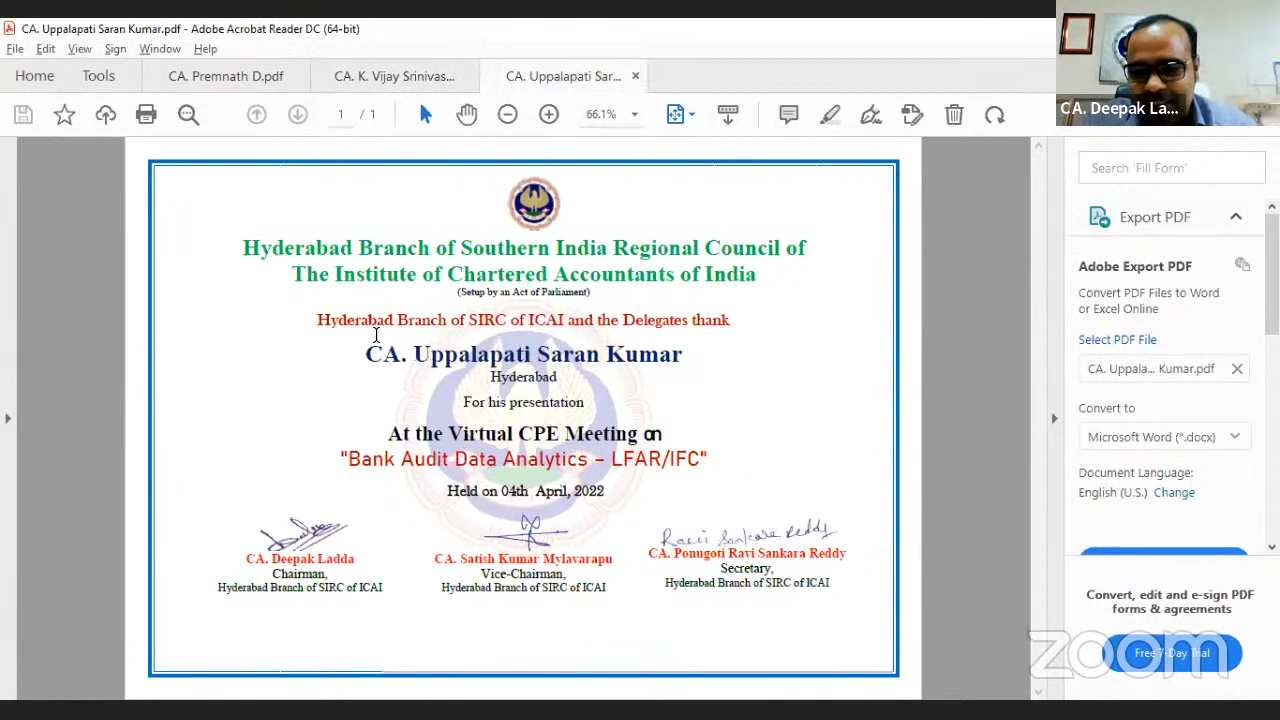 CA. Uppalapati Saran Kumar.pdf - Adobe Acrobat Reader DC (64-bit)
File Edit View Sign Window Help
Home Tools CA. Premnath D.pdf CA. K. Vijay Srinivas... CA. Uppalapati Sar...
1 / 1 66.1%
CA. Deepak La...
Search 'Fill Form'
Export PDF
Adobe Export PDF
Convert PDF Files to Word
or Excel Online
Select PDF File
CA. Uppala... Kumar.pdf
Convert to
Microsoft Word (*.docx)
Document Language:
English (U.S.) Change
Convert, edit and e-sign PDF
forms & agreements
Free 7-Day Trial
zoom
Hyderabad Branch of Southern India Regional Council of
The Institute of Chartered Accountants of India
(Setup by an Act of Parliament)
Hyderabad Branch of SIRC of ICAI and the Delegates thank
CA. Uppalapati Saran Kumar
Hyderabad
For his presentation
At the Virtual CPE Meeting on
"Bank Audit Data Analytics – LFAR/IFC"
Held on 04th April, 2022
Ravi Sankara Reddy
CA. Deepak Ladda
Chairman,
Hyderabad Branch of SIRC of ICAI
CA. Satish Kumar Mylavarapu
Vice-Chairman,
Hyderabad Branch of SIRC of ICAI
CA. Ponugoti Ravi Sankara Reddy
Secretary,
Hyderabad Branch of SIRC of ICAI